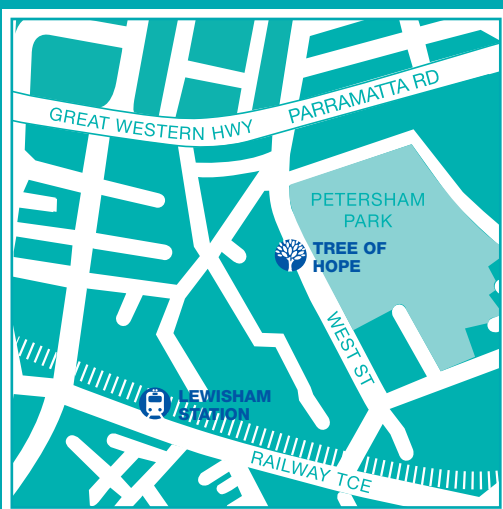 GREAT WESTERN HWY
PARRAMATTA RD
PETERSHAM
PARK
TREE OF
HOPE
WEST ST
LEWISHAM
STATION
RAILWAY TCE